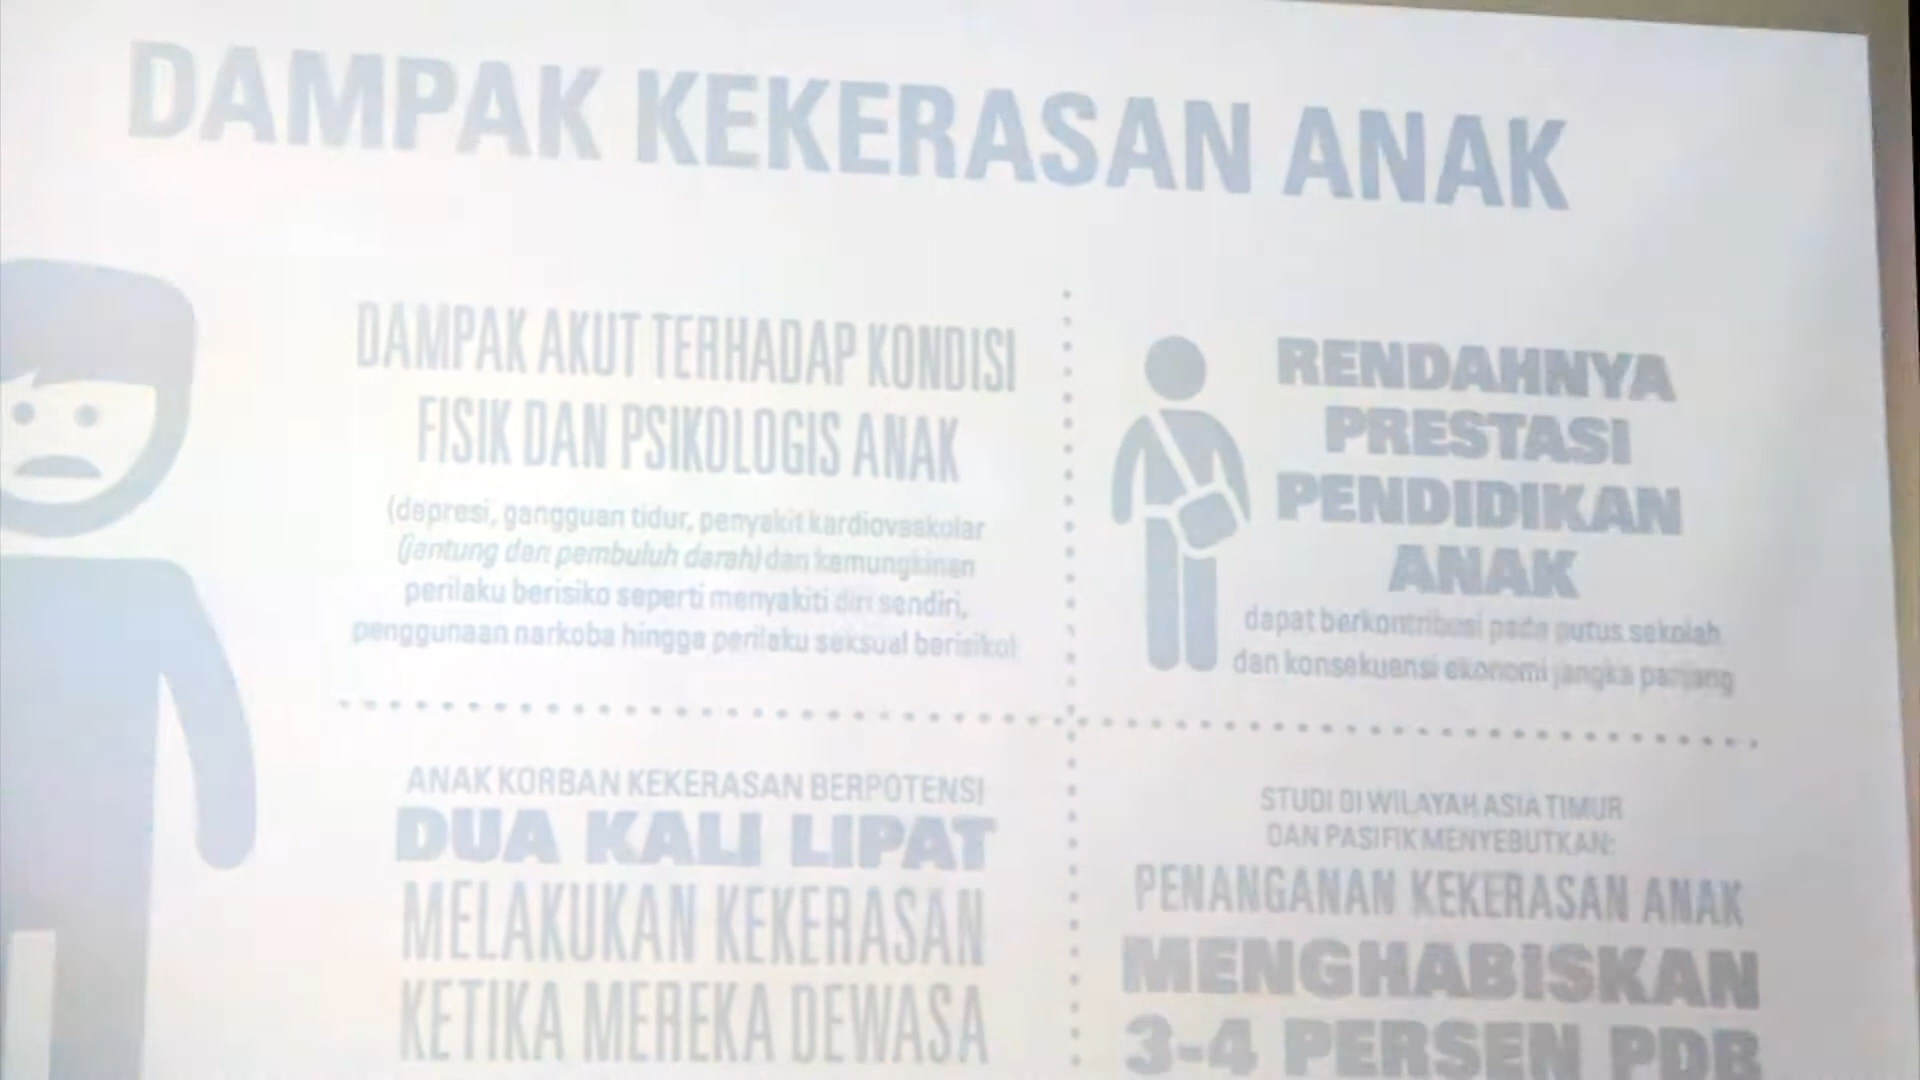 DAMPAK KEKERASAN ANAK
DAMPAK AKUT TERHADAP KONDISI
FISIK DAN PSIKOLOGIS ANAK
(depresi, gangguan tidur, penyakit kardiovaskular
(jantung dan pembuluh darah) dan kemungkinan
perilaku berisiko seperti menyakiti diri sendiri,
penggunaan narkoba hingga perilaku seksual berisiko)
RENDAHNYA
PRESTASI
PENDIDIKAN
ANAK
dapat berkontribusi pada putus sekolah
dan konsekuensi ekonomi jangka panjang
ANAK KORBAN KEKERASAN BERPOTENSI
DUA KALI LIPAT
MELAKUKAN KEKERASAN
KETIKA MEREKA DEWASA
STUDI DI WILAYAH ASIA TIMUR
DAN PASIFIK MENYEBUTKAN:
PENANGANAN KEKERASAN ANAK
MENGHABISKAN
3-4 PERSEN PDB